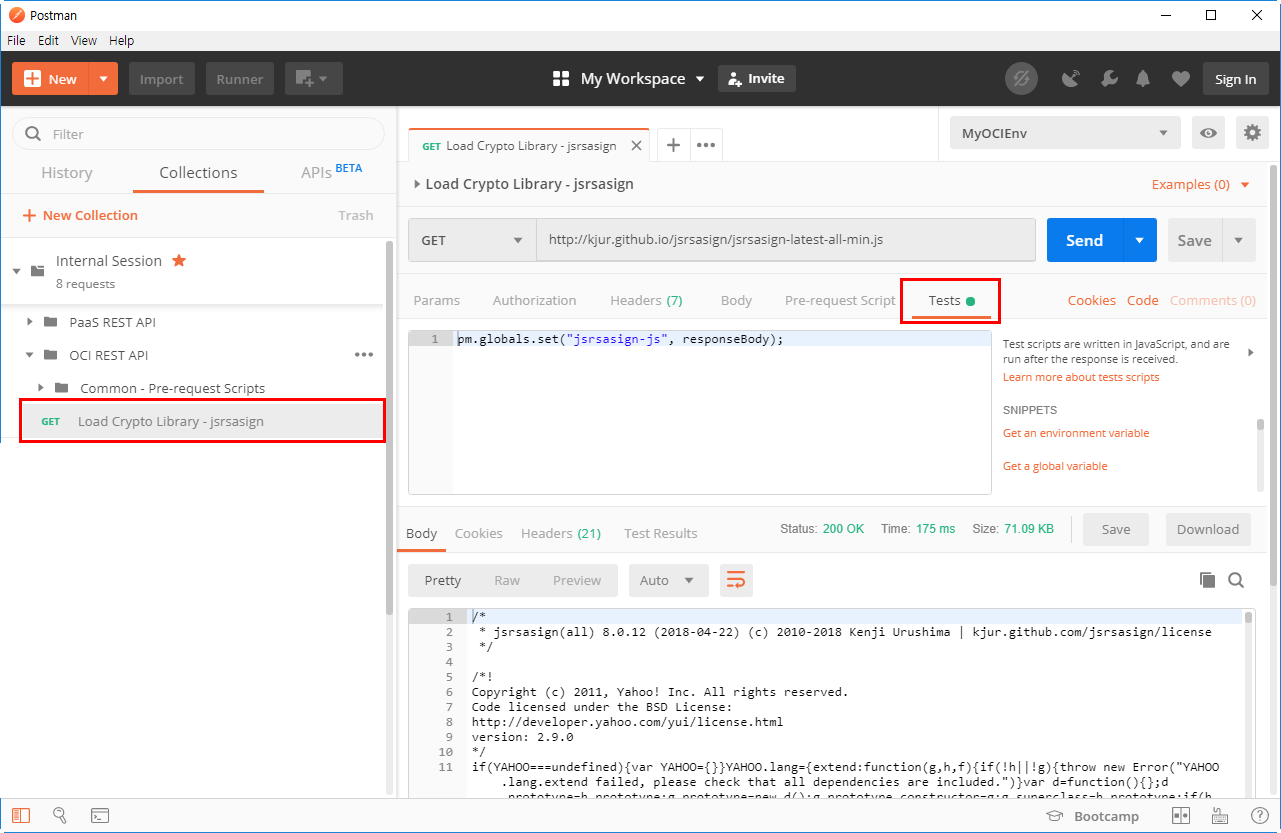 Postman
File Edit View Help
New Import Runner My Workspace Invite Sign In
Filter
History Collections APIs BETA
New Collection Trash
Internal Session
8 requests
PaaS REST API
OCI REST API
Common - Pre-request Scripts
GET Load Crypto Library - jsrsasign
GET Load Crypto Library - jsrsasign
MyOCIEnv
Load Crypto Library - jsrsasign
Examples (0)
GET http://kjur.github.io/jsrsasign/jsrsasign-latest-all-min.js Send Save
Params Authorization Headers (7) Body Pre-request Script Tests Cookies Code Comments (0)
1 pm.globals.set("jsrsasign-js", responseBody);
Test scripts are written in JavaScript, and are
run after the response is received.
Learn more about tests scripts
SNIPPETS
Get an environment variable
Get a global variable
Body Cookies Headers (21) Test Results Status: 200 OK Time: 175 ms Size: 71.09 KB Save Download
Pretty Raw Preview Auto
1 /*
2 * jsrsasign(all) 8.0.12 (2018-04-22) (c) 2010-2018 Kenji Urushima | kjur.github.com/jsrsasign/license
3 */
4
5 /*!
6 Copyright (c) 2011, Yahoo! Inc. All rights reserved.
7 Code licensed under the BSD License:
8 http://developer.yahoo.com/yui/license.html
9 version: 2.9.0
10 */
11 if(YAHOO===undefined){var YAHOO={}}YAHOO.lang={extend:function(g,h,f){if(!h||!g){throw new Error("YAHOO
.lang.extend failed, please check that all dependencies are included.")}var d=function(){};d
.prototype=h.prototype;g.prototype=new d();g.prototype.constructor=g;g.superclass=h.prototype;if(h
Bootcamp